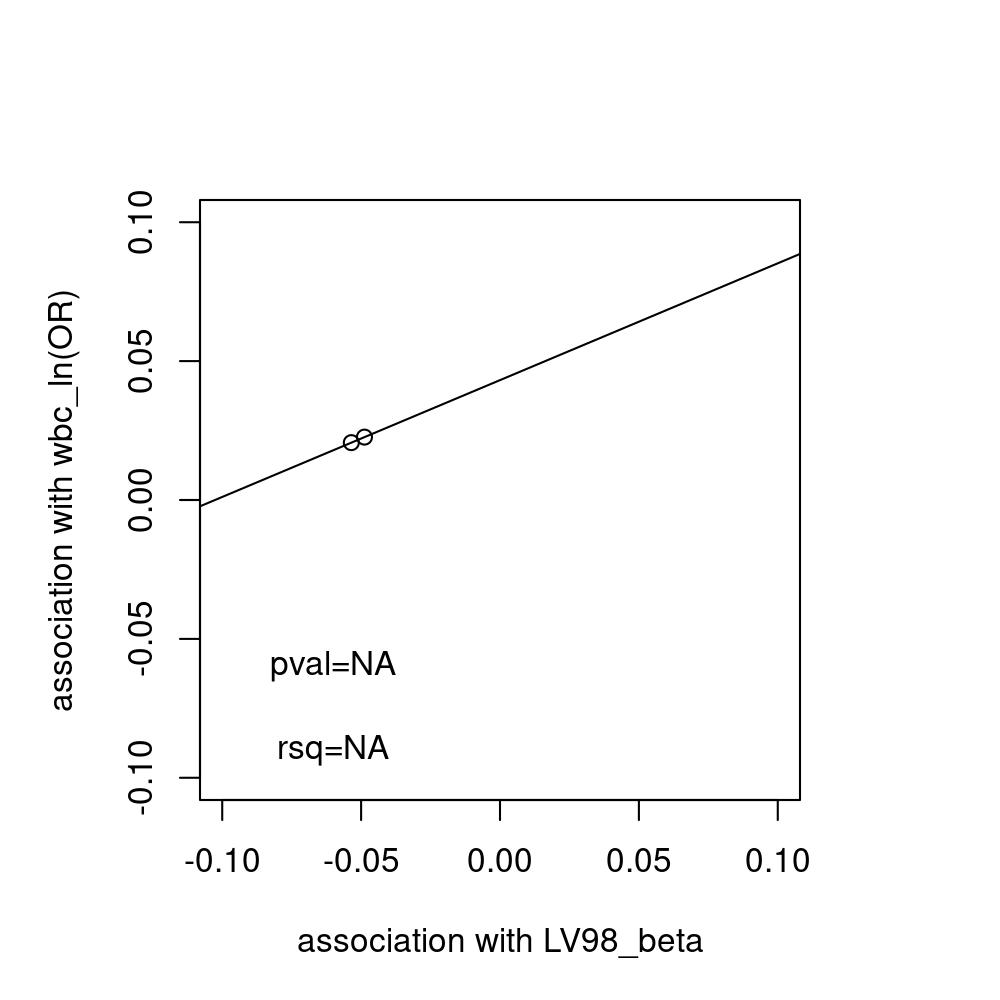 association with wbc_ln(OR)
0.10
0.05
0.00
-0.05
-0.10
pval=NA
rsq=NA
-0.10
-0.05
0.00
0.05
0.10
association with LV98_beta